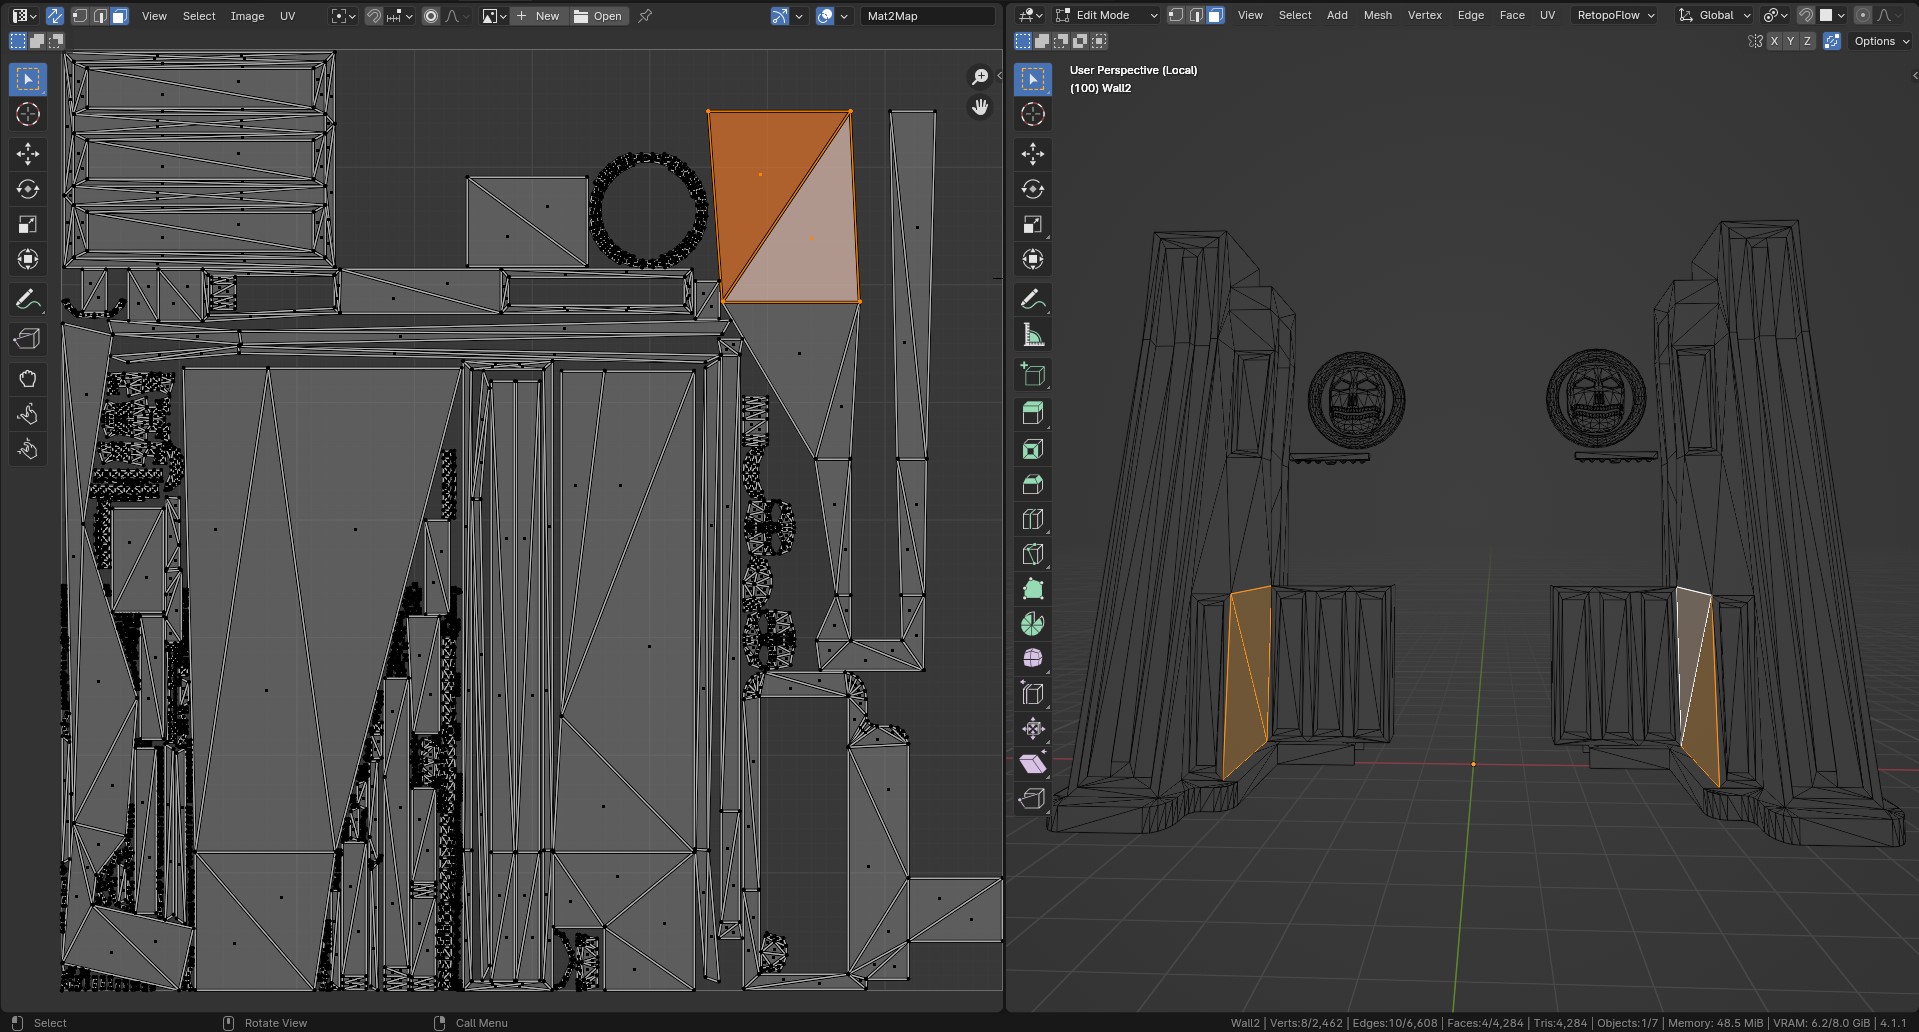 View Select Image UV New Open Mat2Map
Edit Mode View Select Add Mesh Vertex Edge Face UV RetopoFlow Global
X Y Z Options
User Perspective (Local)
(100) Wall2
Select Rotate View Call Menu
Wall2 | Verts:8/2,462 | Edges:10/6,608 | Faces:4/4,284 | Tris:4,284 | Objects:1/7 | Memory: 48.5 MiB | VRAM: 6.2/8.0 GiB | 4.1.1